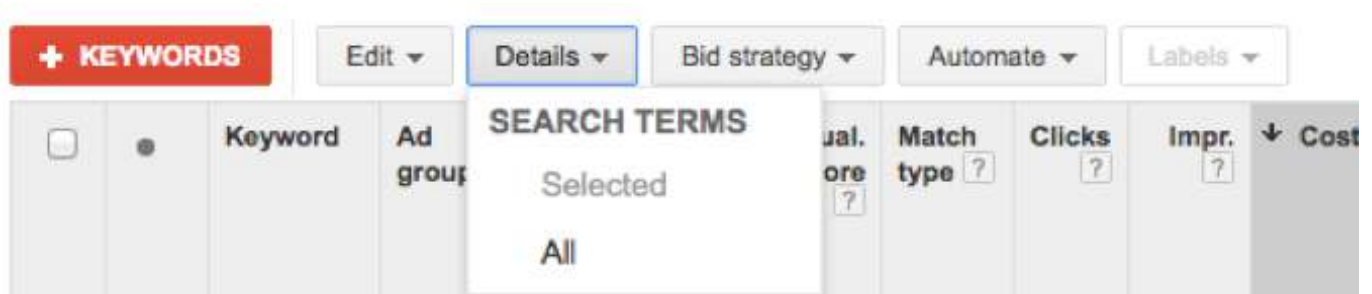 + KEYWORDS Edit Details Bid strategy Automate Labels
SEARCH TERMS
Selected
All
Keyword
Ad
group
ual.
ore
?
Match
type ?
Clicks
?
Impr.
?
Cost